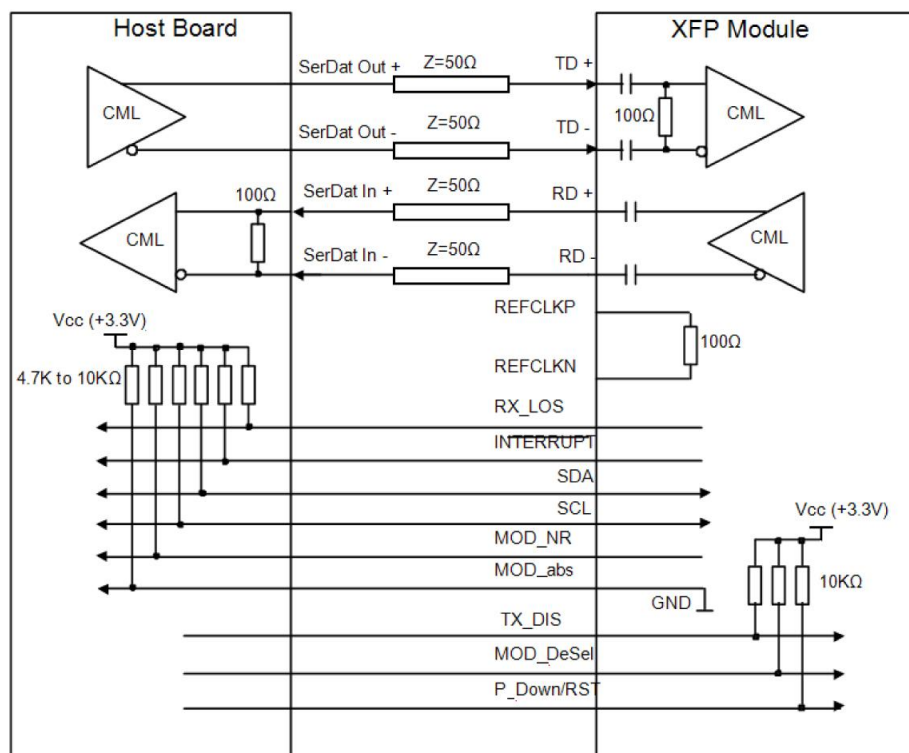 Host Board
XFP Module
SerDat Out +
Z=50Ω
TD +
CML
100Ω
CML
SerDat Out -
Z=50Ω
TD -
SerDat In +
Z=50Ω
RD +
100Ω
CML
CML
SerDat In -
Z=50Ω
RD -
REFCLKP
Vcc (+3.3V)
100Ω
REFCLKN
4.7K to 10KΩ
RX_LOS
INTERRUPT
SDA
SCL
Vcc (+3.3V)
MOD_NR
MOD_abs
10KΩ
GND
TX_DIS
MOD_DeSel
P_Down/RST